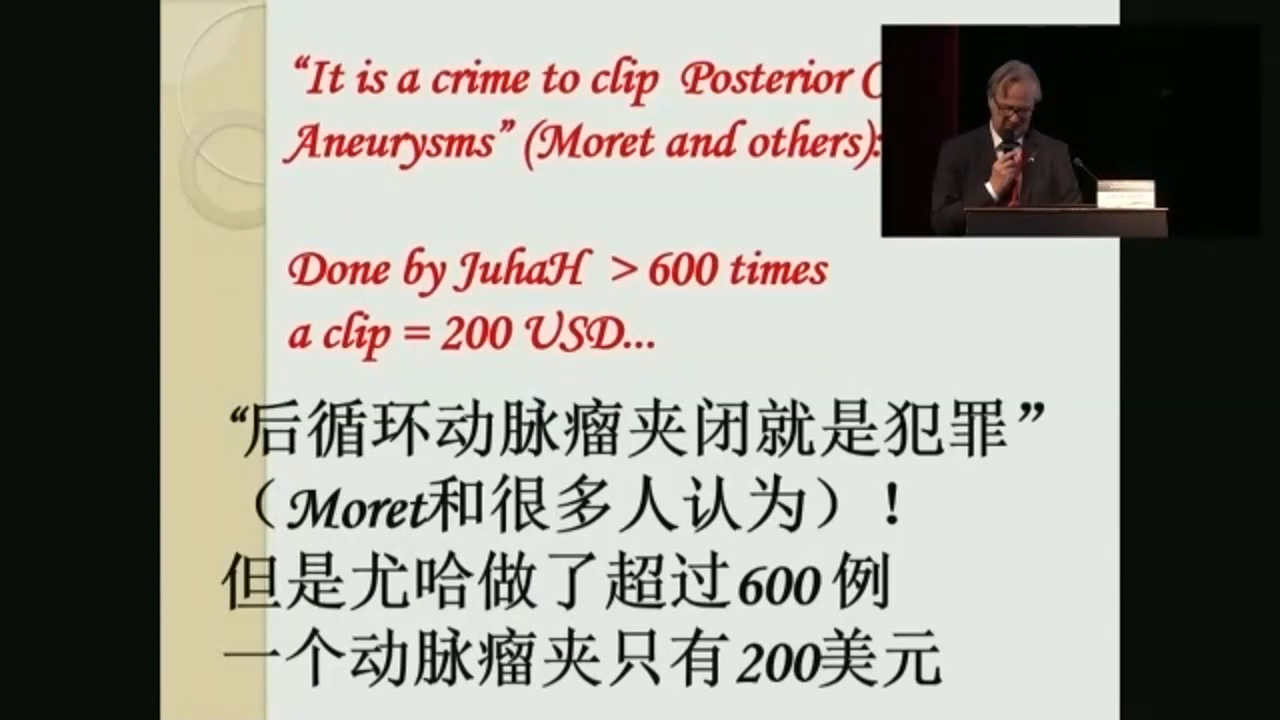 “It is a crime to clip Posterior
Aneurysms” (Moret and others):
Done by JuhaH > 600 times
a clip = 200 USD...
“后循环动脉瘤夹闭就是犯罪”
（Moret和很多人认为）！
但是尤哈做了超过600例
一个动脉瘤夹只有200美元